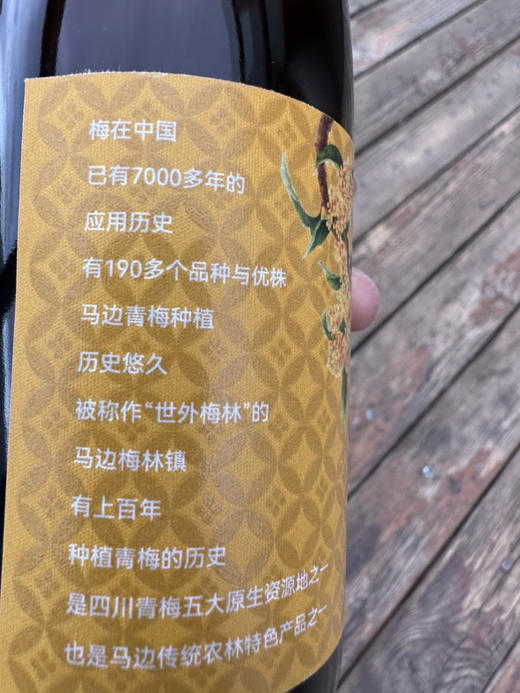 梅在中国
已有7000多年的
应用历史
有190多个品种与优株
马边青梅种植
历史悠久
被称作“世外梅林”的
马边梅林镇
有上百年
种植青梅的历史
是四川青梅五大原生资源地之一
也是马边传统农林特色产品之一